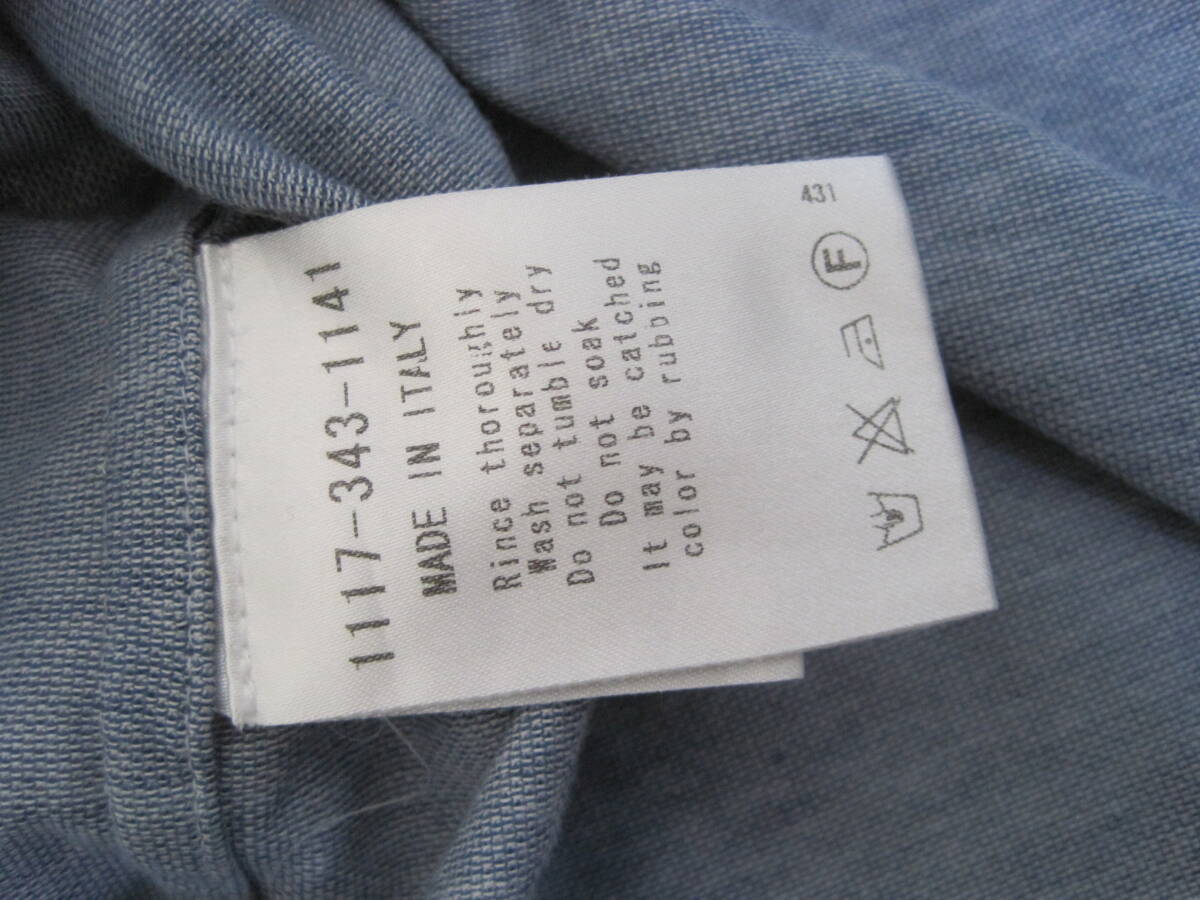 1117-343-1141
MADE IN ITALY
Rince thoroughly
Wash separately
Do not tumble dry
Do not soak
It may be catched
color by rubbing
F
431